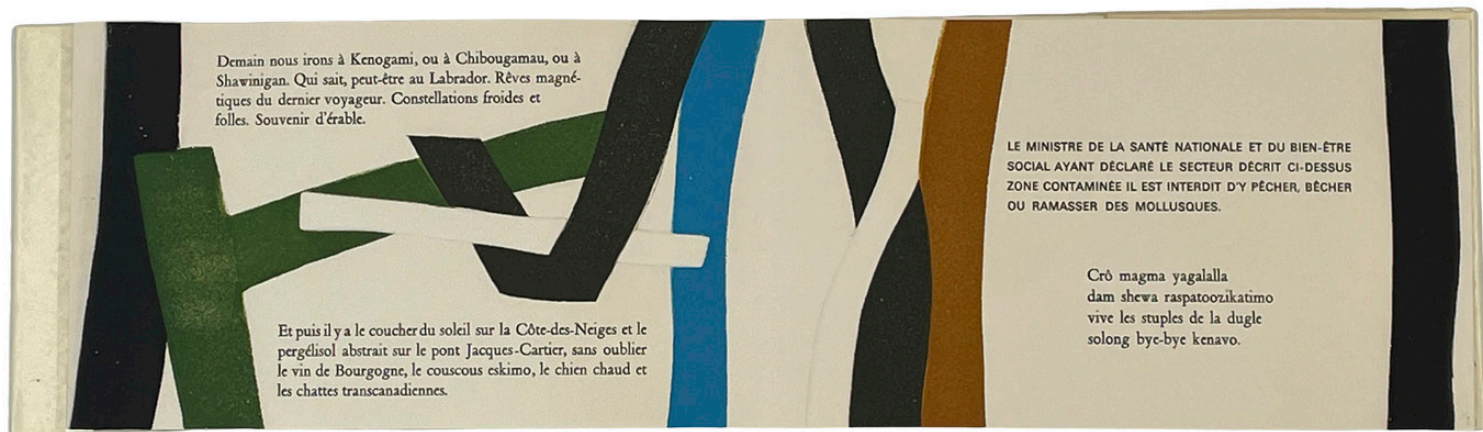 Demain nous irons à Kenogami, ou à Chibougamau, ou à
Shawinigan. Qui sait, peut-être au Labrador. Rêves magné-
tiques du dernier voyageur. Constellations froides et
folles. Souvenir d'érable.
Et puis il y a le coucher du soleil sur la Côte-des-Neiges et le
pergélisol abstrait sur le pont Jacques-Cartier, sans oublier
le vin de Bourgogne, le couscous eskimo, le chien chaud et
les chattes transcanadiennes.
LE MINISTRE DE LA SANTÉ NATIONALE ET DU BIEN-ÊTRE
SOCIAL AYANT DÉCLARÉ LE SECTEUR DÉCRIT CI-DESSUS
ZONE CONTAMINÉE IL EST INTERDIT D'Y PÊCHER, BÊCHER
OU RAMASSER DES MOLLUSQUES.
Crô magma yagalalla
dam shewa raspatoozikatimo
vive les stuples de la dugle
solong bye-bye kenavo.